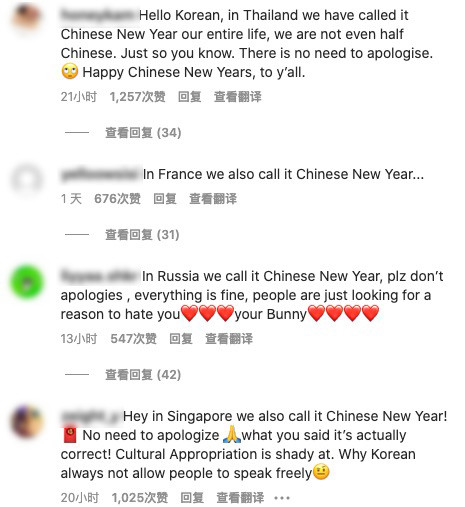 Hello Korean, in Thailand we have called it
Chinese New Year our entire life, we are not even half
Chinese. Just so you know. There is no need to apologise.
🙄 Happy Chinese New Years, to y'all.
21小时 1,257次赞 回复 查看翻译
查看回复 (34)
In France we also call it Chinese New Year...
1 天 676次赞 回复 查看翻译
查看回复 (31)
In Russia we call it Chinese New Year, plz don't
apologies , everything is fine, people are just looking for a
reason to hate you❤️❤️❤️your Bunny❤️❤️❤️❤️
13小时 547次赞 回复 查看翻译
查看回复 (42)
Hey in Singapore we also call it Chinese New Year!
🧧 No need to apologize 🙏what you said it's actually
correct! Cultural Appropriation is shady at. Why Korean
always not allow people to speak freely🤨
20小时 1,025次赞 回复 查看翻译 •••